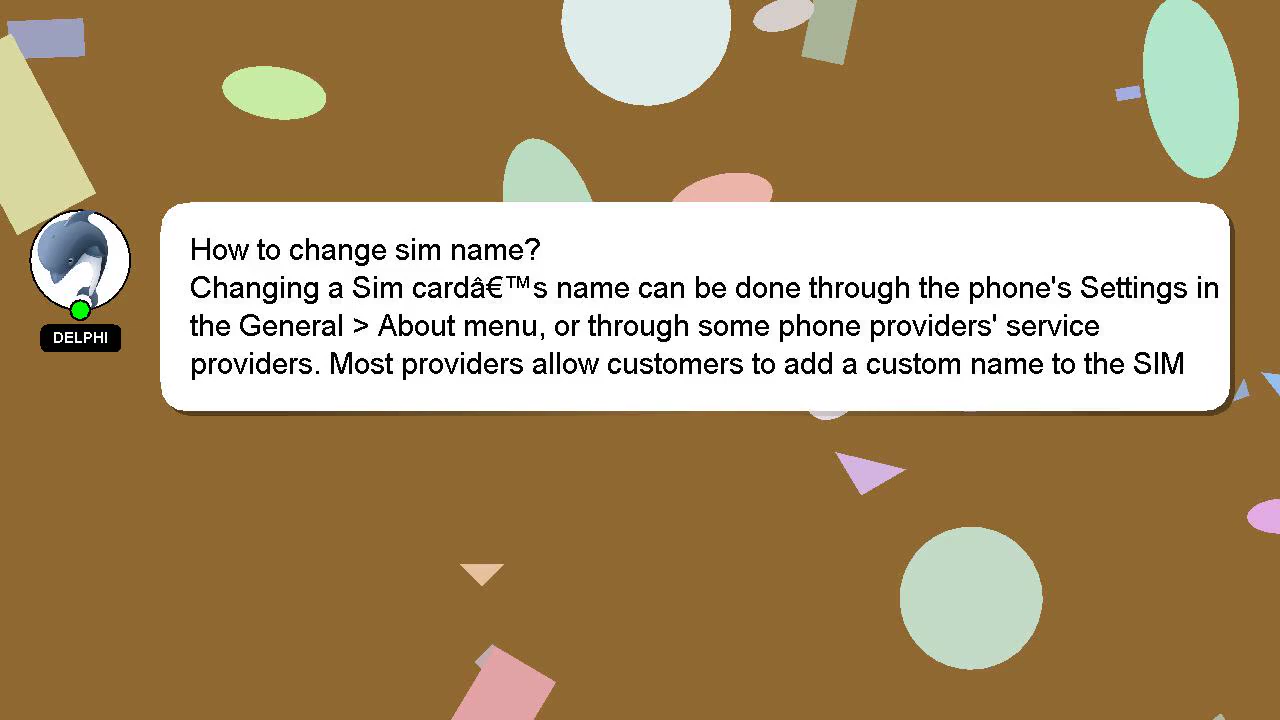 How to change sim name?
Changing a Sim cardâ€™s name can be done through the phone's Settings in
the General > About menu, or through some phone providers' service
providers. Most providers allow customers to add a custom name to the SIM
DELPHI